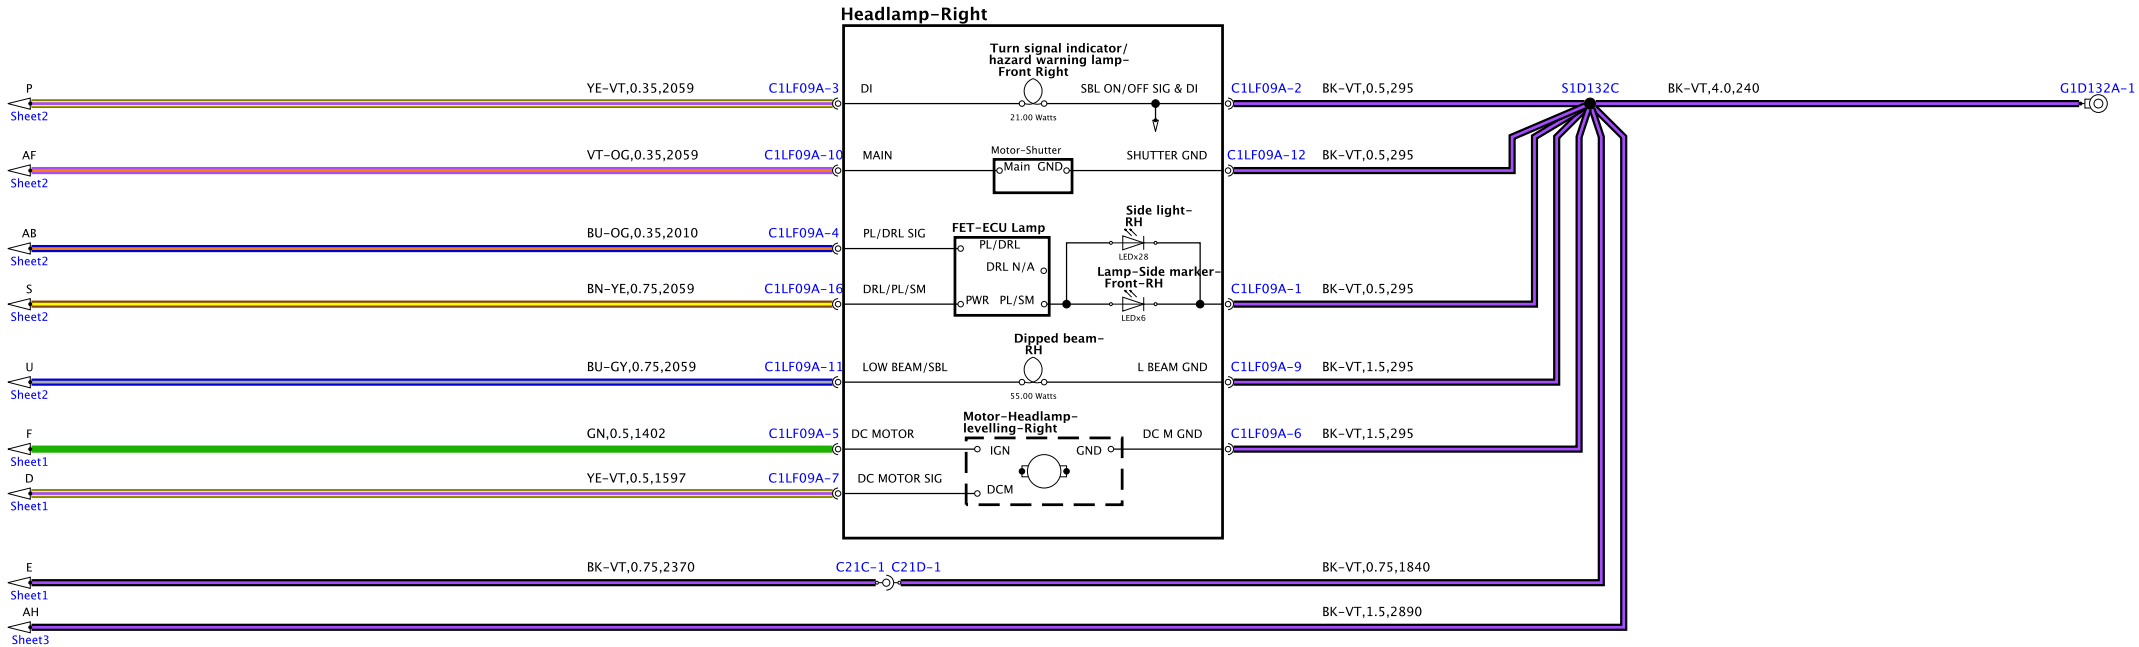 Headlamp-Right
Turn signal indicator/
hazard warning lamp-
Front Right
P
YE-VT,0.35,2059
C1LF09A-3
DI
SBL ON/OFF SIG & DI
C1LF09A-2
BK-VT,0.5,295
S1D132C
BK-VT,4.0,240
G1D132A-1
Sheet2
21.00 Watts
AF
VT-OG,0.35,2059
C1LF09A-10
MAIN
Motor-Shutter
SHUTTER GND
C1LF09A-12
BK-VT,0.5,295
Main GND
Sheet2
Side light-
RH
AB
BU-OG,0.35,2010
C1LF09A-4
PL/DRL SIG
FET-ECU Lamp
PL/DRL
Sheet2
LEDx28
DRL N/A
Lamp-Side marker-
Front-RH
S
BN-YE,0.75,2059
C1LF09A-16
DRL/PL/SM
PWR PL/SM
C1LF09A-1
BK-VT,0.5,295
Sheet2
LEDx6
Dipped beam-
RH
U
BU-GY,0.75,2059
C1LF09A-11
LOW BEAM/SBL
L BEAM GND
C1LF09A-9
BK-VT,1.5,295
Sheet2
55.00 Watts
Motor-Headlamp-
levelling-Right
F
GN,0.5,1402
C1LF09A-5
DC MOTOR
DC M GND
C1LF09A-6
BK-VT,1.5,295
IGN
GND
Sheet1
D
YE-VT,0.5,1597
C1LF09A-7
DC MOTOR SIG
DCM
Sheet1
E
BK-VT,0.75,2370
C21C-1 C21D-1
BK-VT,0.75,1840
Sheet1
AH
BK-VT,1.5,2890
Sheet3